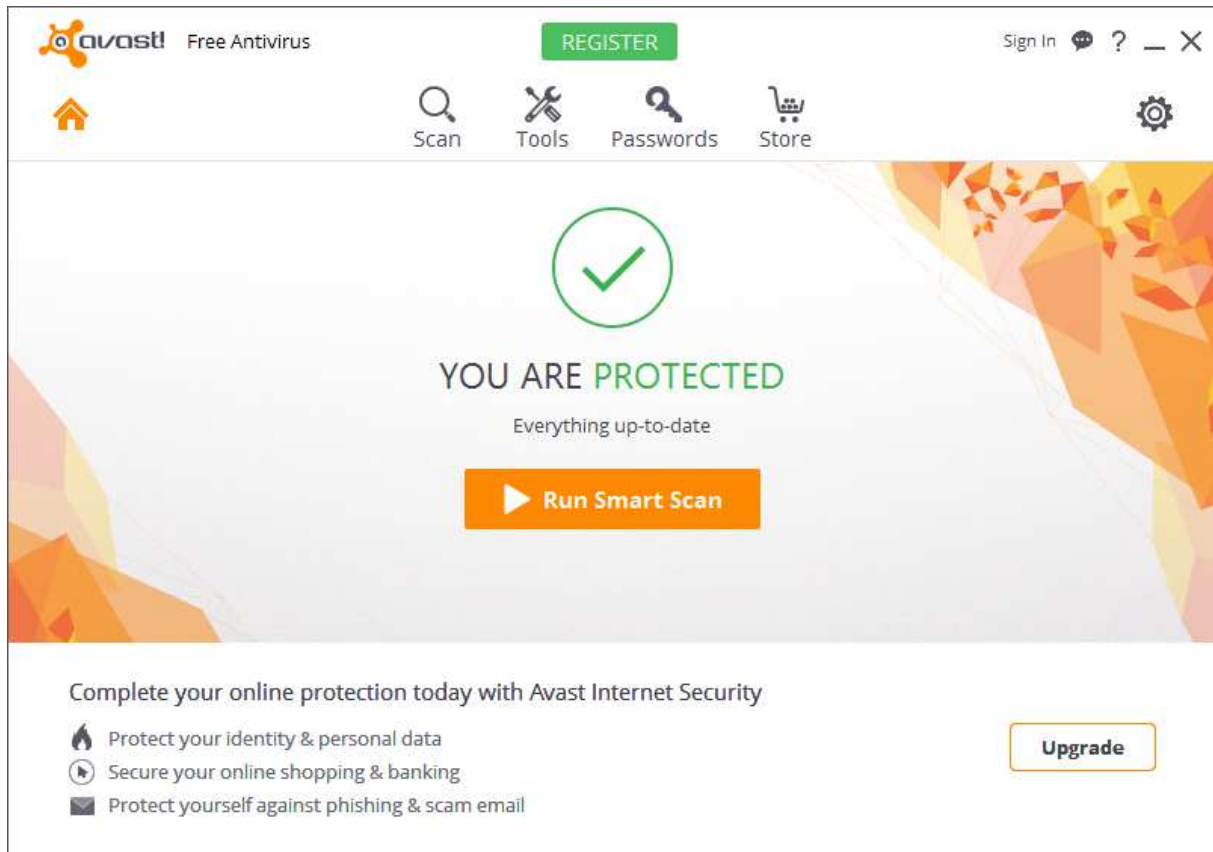 avast! Free Antivirus REGISTER Sign In ?
Scan Tools Passwords Store
YOU ARE PROTECTED
Everything up-to-date
Run Smart Scan
Complete your online protection today with Avast Internet Security
Protect your identity & personal data
Secure your online shopping & banking
Protect yourself against phishing & scam email
Upgrade